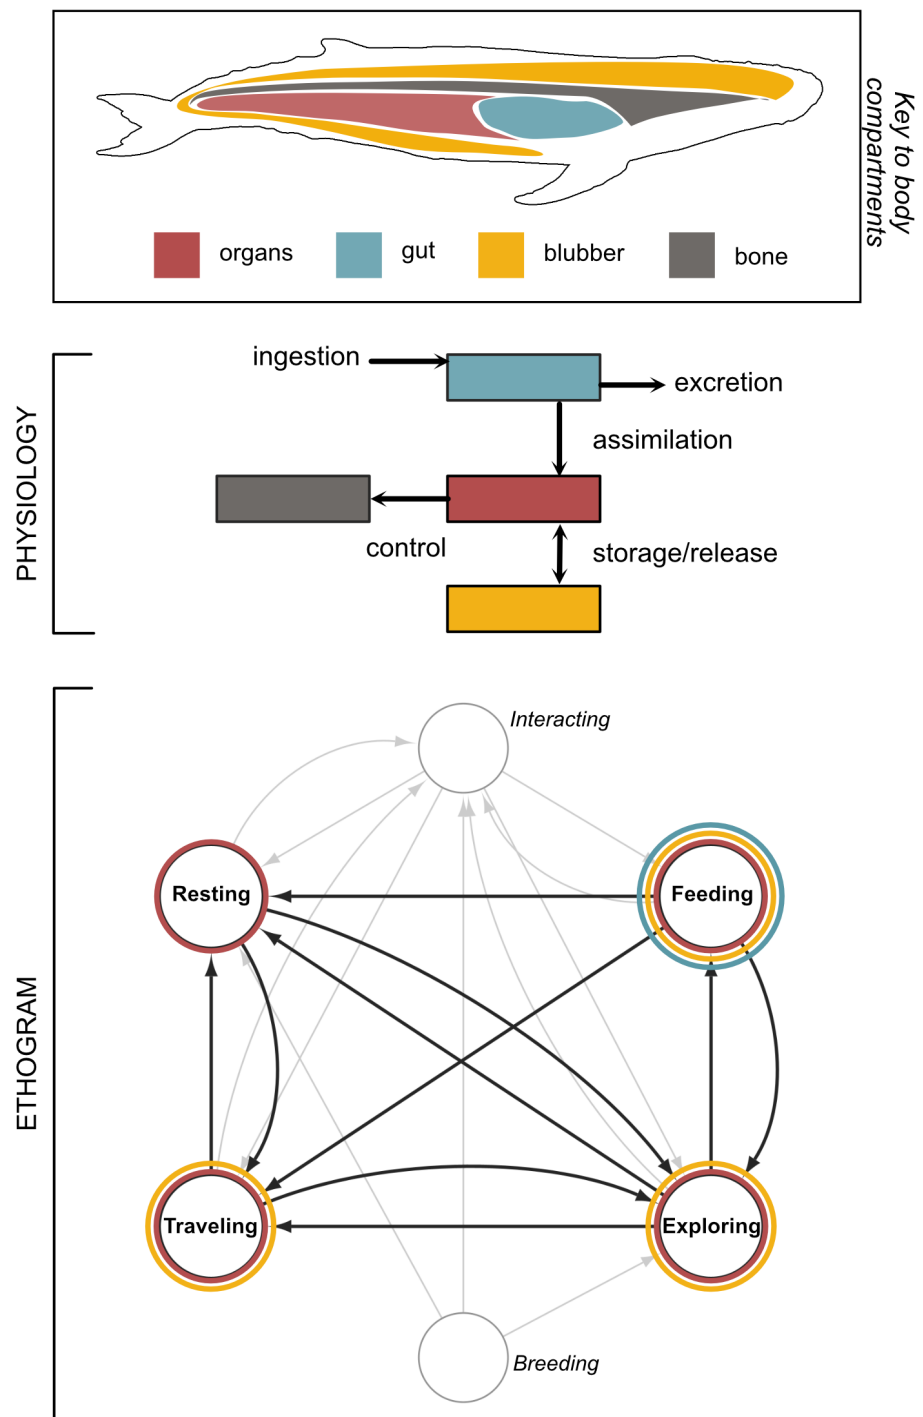 Key to body
compartments
organs
gut
blubber
bone
PHYSIOLOGY
ingestion
excretion
assimilation
control
storage/release
ETHOGRAM
Interacting
Resting
Feeding
Traveling
Exploring
Breeding